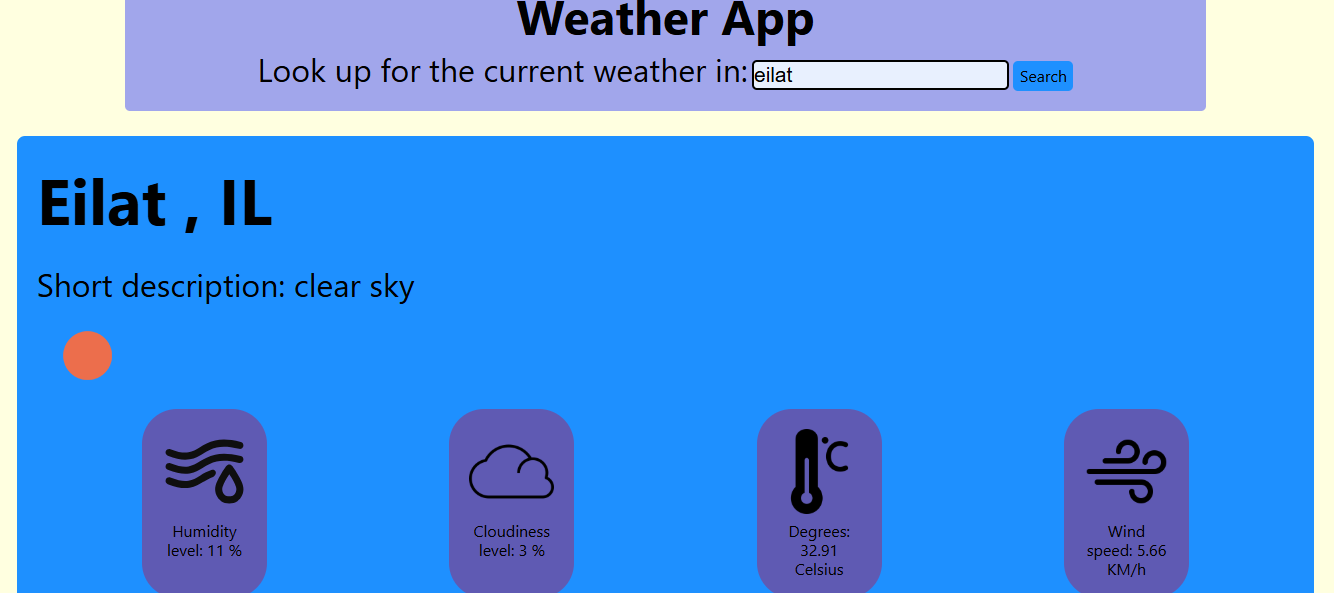 Weather App
Look up for the current weather in: eilat Search
Eilat , IL
Short description: clear sky
°C
Humidity
level: 11 %
Cloudiness
level: 3 %
Degrees:
32.91
Celsius
Wind
speed: 5.66
KM/h